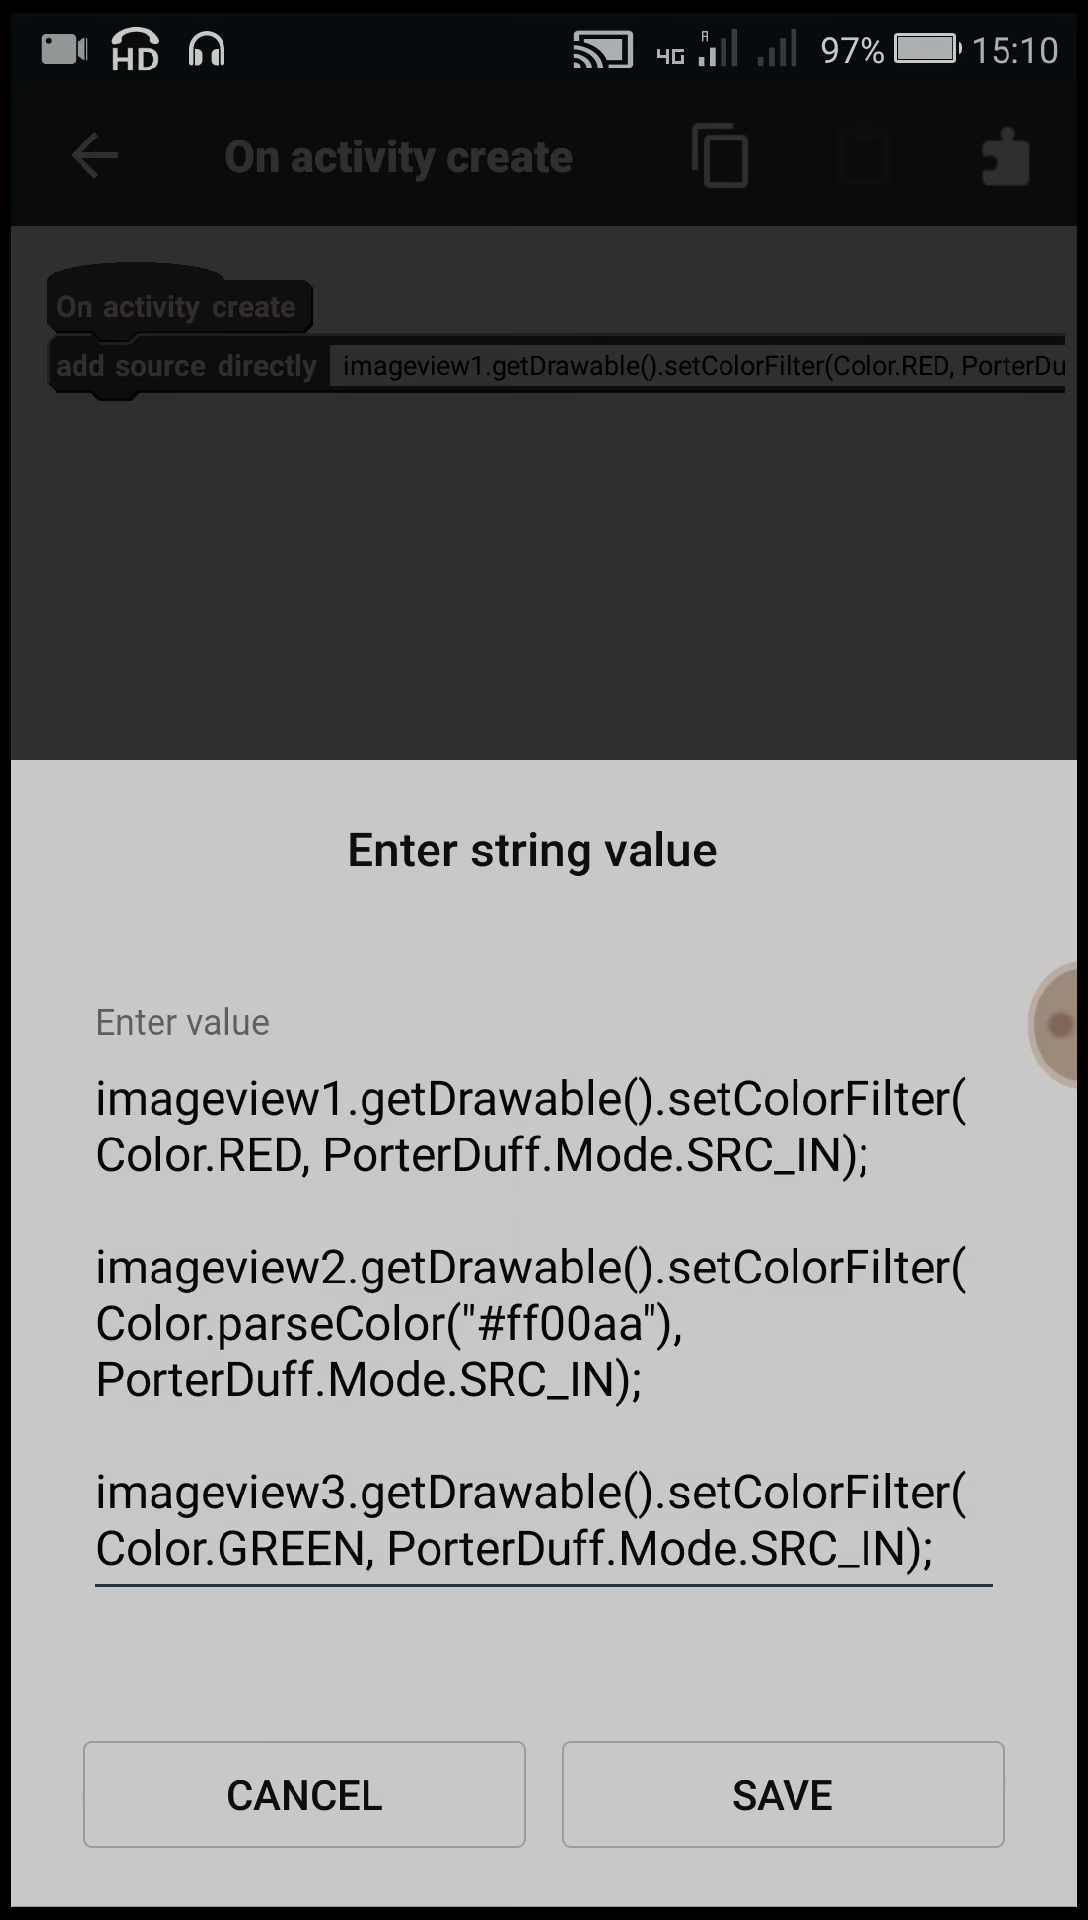 HD
4G
R
97%
15:10
On activity create
On activity create
add source directly imageview1.getDrawable().setColorFilter(Color.RED, PorterDu
Enter string value
Enter value
imageview1.getDrawable().setColorFilter(
Color.RED, PorterDuff.Mode.SRC_IN);
imageview2.getDrawable().setColorFilter(
Color.parseColor("#ff00aa"),
PorterDuff.Mode.SRC_IN);
imageview3.getDrawable().setColorFilter(
Color.GREEN, PorterDuff.Mode.SRC_IN);
CANCEL
SAVE